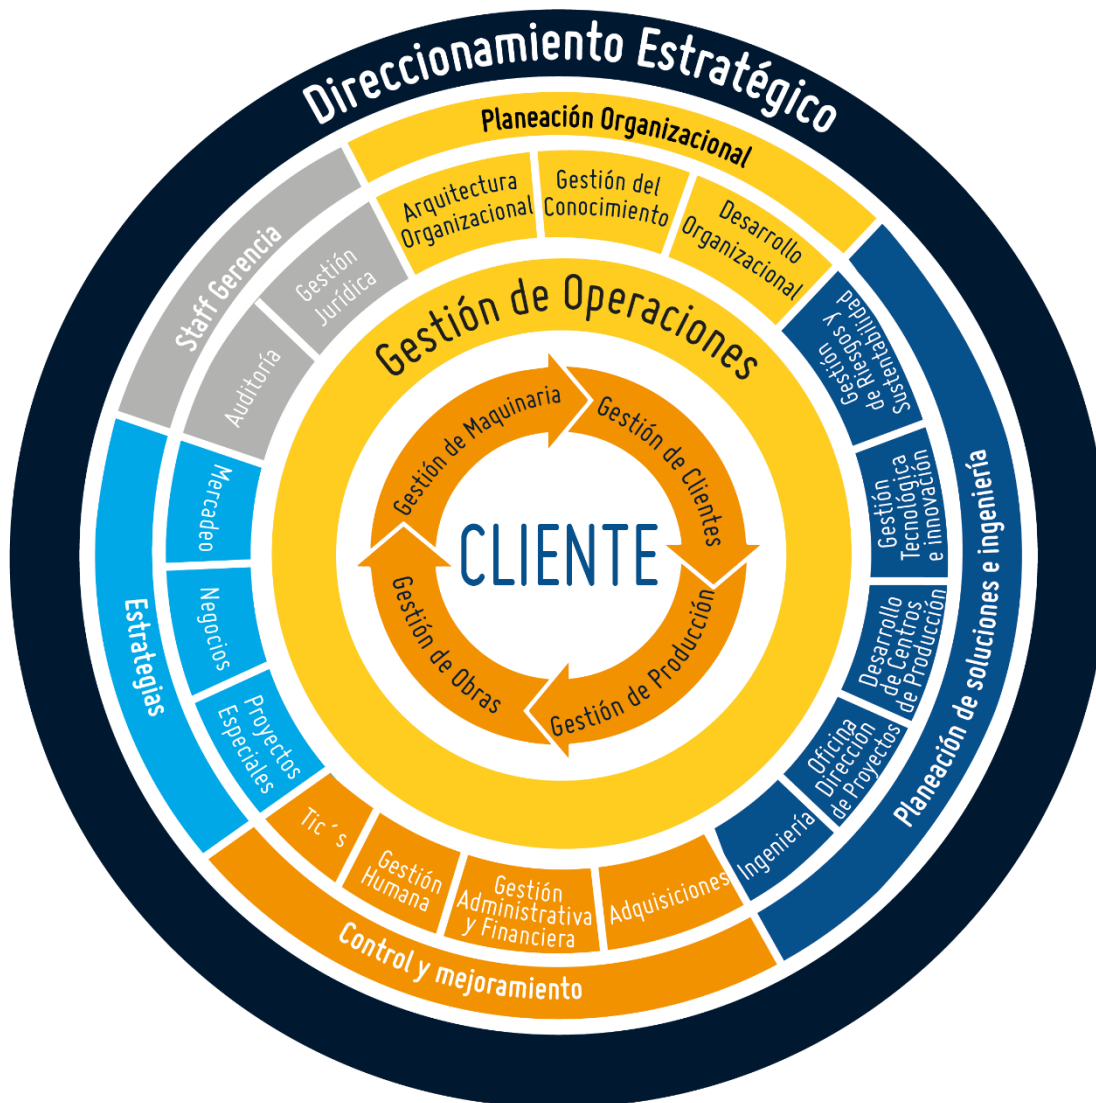 Direccionamiento Estratégico
Planeación Organizacional
Arquitectura
Organizacional
Gestión del
Conocimiento
Desarrollo
Organizacional
Planeación de soluciones e ingeniería
Gestión
de Riesgos y
Sustentabilidad
Gestión
Tecnológica
e innovación
Desarrollo
de Centros
de Producción
Oficina
Dirección
de Proyectos
Ingeniería
Control y mejoramiento
Adquisiciones
Gestión
Administrativa
y Financiera
Gestión
Humana
Tic´s
Estrategias
Proyectos
Especiales
Negocios
Mercadeo
Staff Gerencia
Auditoría
Gestión
Jurídica
Gestión de Operaciones
Gestión de Maquinaria
Gestión de Clientes
Gestión de Producción
Gestión de Obras
CLIENTE